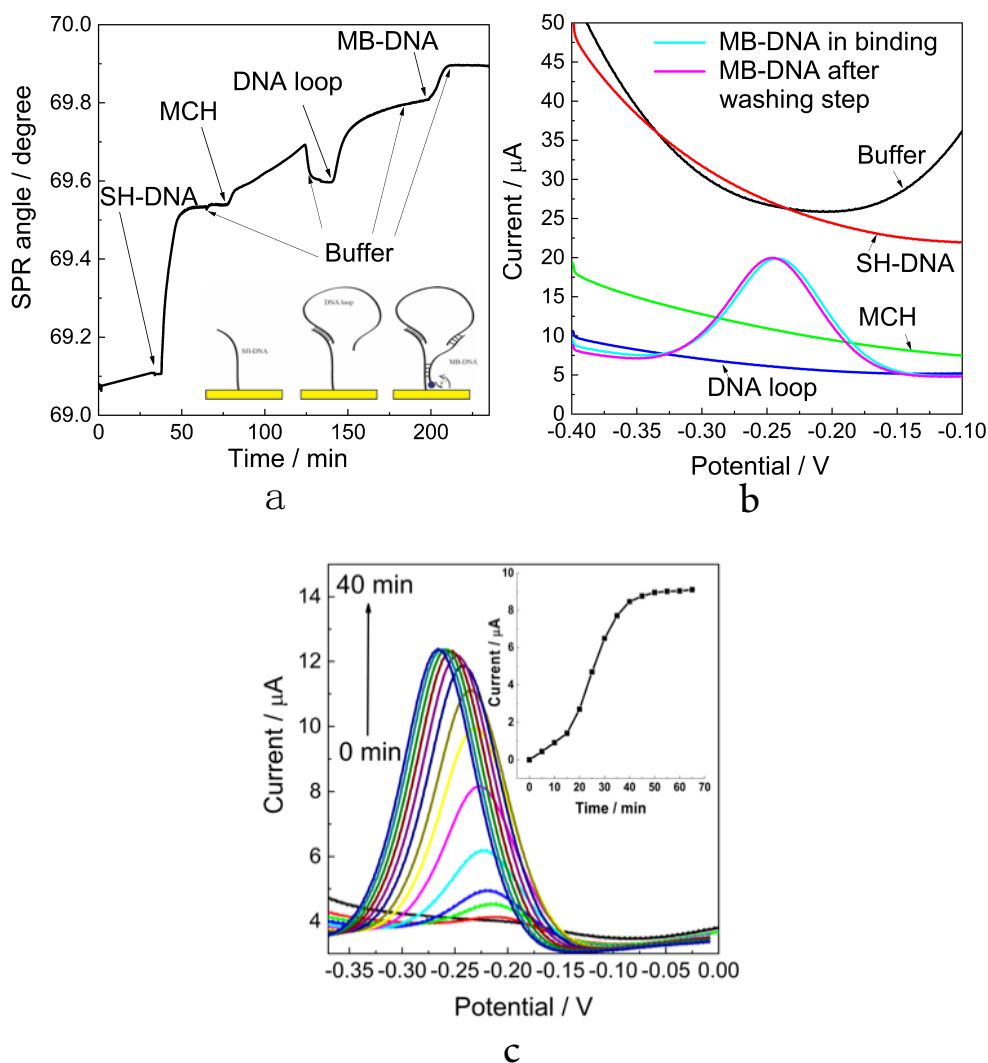 70.0
69.8
69.6
69.4
69.2
69.0
SPR angle / degree
SH-DNA
MCH
DNA loop
MB-DNA
Buffer
SH-DNA
DNA loop
MB-DNA
0
50
100
150
200
Time / min
a
50
45
40
35
30
25
20
15
10
5
0
Current / μA
MB-DNA in binding
MB-DNA after
washing step
Buffer
SH-DNA
MCH
DNA loop
-0.40
-0.35
-0.30
-0.25
-0.20
-0.15
-0.10
Potential / V
b
14
12
10
8
6
4
Current / μA
40 min
0 min
10
8
6
4
2
0
Current / μA
0 10 20 30 40 50 60 70
Time / min
-0.35 -0.30 -0.25 -0.20 -0.15 -0.10 -0.05 0.00
Potential / V
c